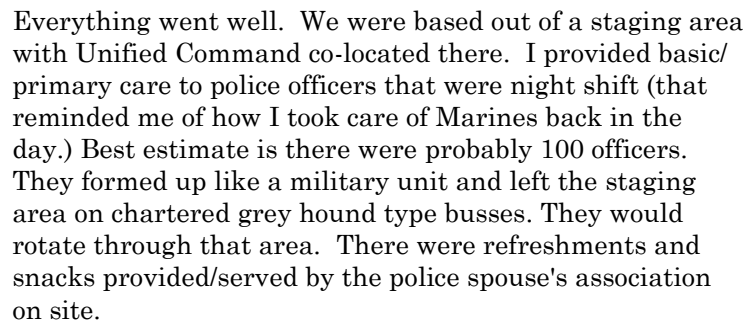 Everything went well.  We were based out of a staging area
with Unified Command co-located there.  I provided basic/
primary care to police officers that were night shift (that
reminded me of how I took care of Marines back in the
day.) Best estimate is there were probably 100 officers.
They formed up like a military unit and left the staging
area on chartered grey hound type busses. They would
rotate through that area.  There were refreshments and
snacks provided/served by the police spouse's association
on site.